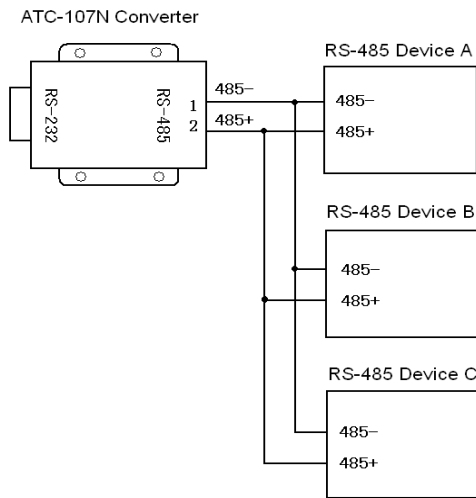 ATC-107N Converter
RS-232
RS-485
1
2
485-
485+
RS-485 Device A
485-
485+
RS-485 Device B
485-
485+
RS-485 Device C
485-
485+